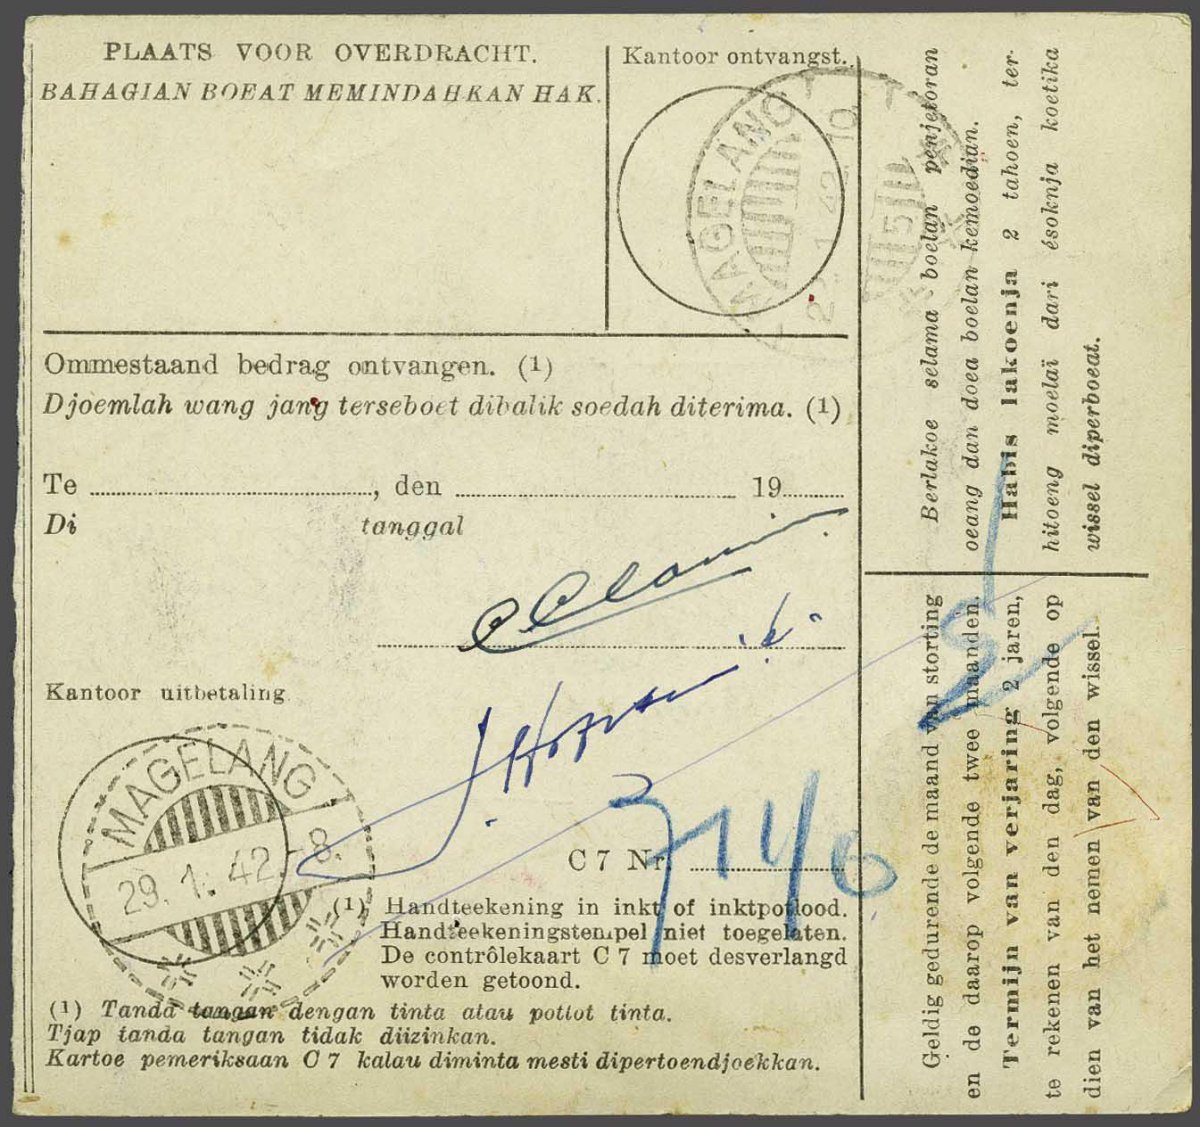 PLAATS VOOR OVERDRACHT.
BAHAGIAN BOEAT MEMINDAHKAN HAK.
Kantoor ontvangst.
MAGELANG
5
Ommestaand bedrag ontvangen. (1)
Djoemlah wang jang terseboet dibalik soedah diterima. (1)
Te ................, den ................ 19......
Di tanggal
Kantoor uitbetaling.
MAGELANG
29. 1. 42.-8.
C 7 Nr. ................
(1) Handteekening in inkt of inktpotlood.
Handteekeningstempel niet toegelaten.
De contrôlekaart C 7 moet desverlangd
worden getoond.
(1) Tanda tangan dengan tinta atau potlot tinta.
Tjap tanda tangan tidak diizinkan.
Kartoe pemeriksaan C 7 kalau diminta mesti dipertoendjoekkan.
Berlakoe selama boelan penjetoran
oeang dan doea boelan kemoedian.
Habis lakoenja 2 tahoen, ter-
hitoeng moelaï dari ésoknja koetika
wissel diperboeat.
Geldig gedurende de maand van storting
en de daarop volgende twee maanden.
Termijn van verjaring 2 jaren,
te rekenen van den dag, volgende op
dien van het nemen van den wissel.